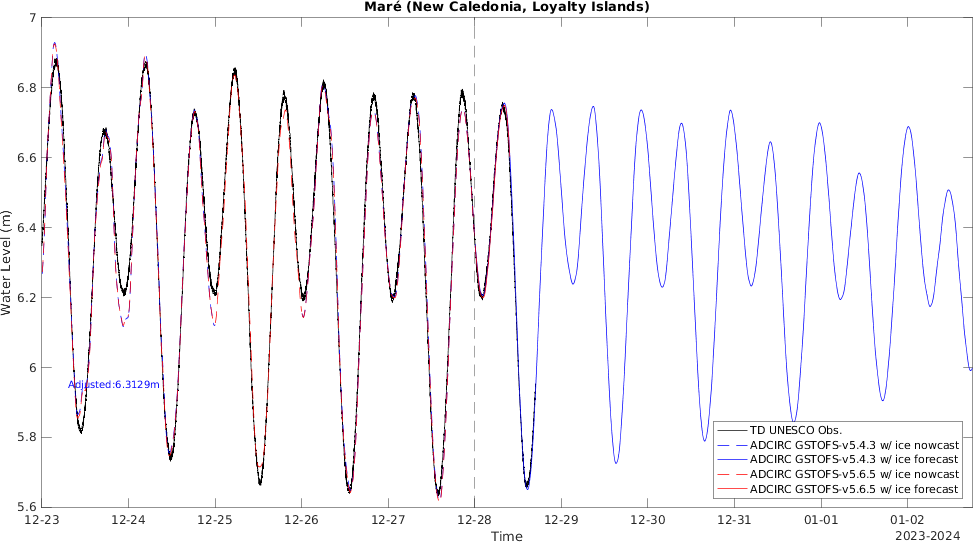 Maré (New Caledonia, Loyalty Islands)
7
6.8
6.6
6.4
6.2
6
5.8
5.6
Water Level (m)
Adjusted:6.3129m
TD UNESCO Obs.
ADCIRC GSTOFS-v5.4.3 w/ ice nowcast
ADCIRC GSTOFS-v5.4.3 w/ ice forecast
ADCIRC GSTOFS-v5.6.5 w/ ice nowcast
ADCIRC GSTOFS-v5.6.5 w/ ice forecast
12-23 12-24 12-25 12-26 12-27 12-28 12-29 12-30 12-31 01-01 01-02
Time
2023-2024